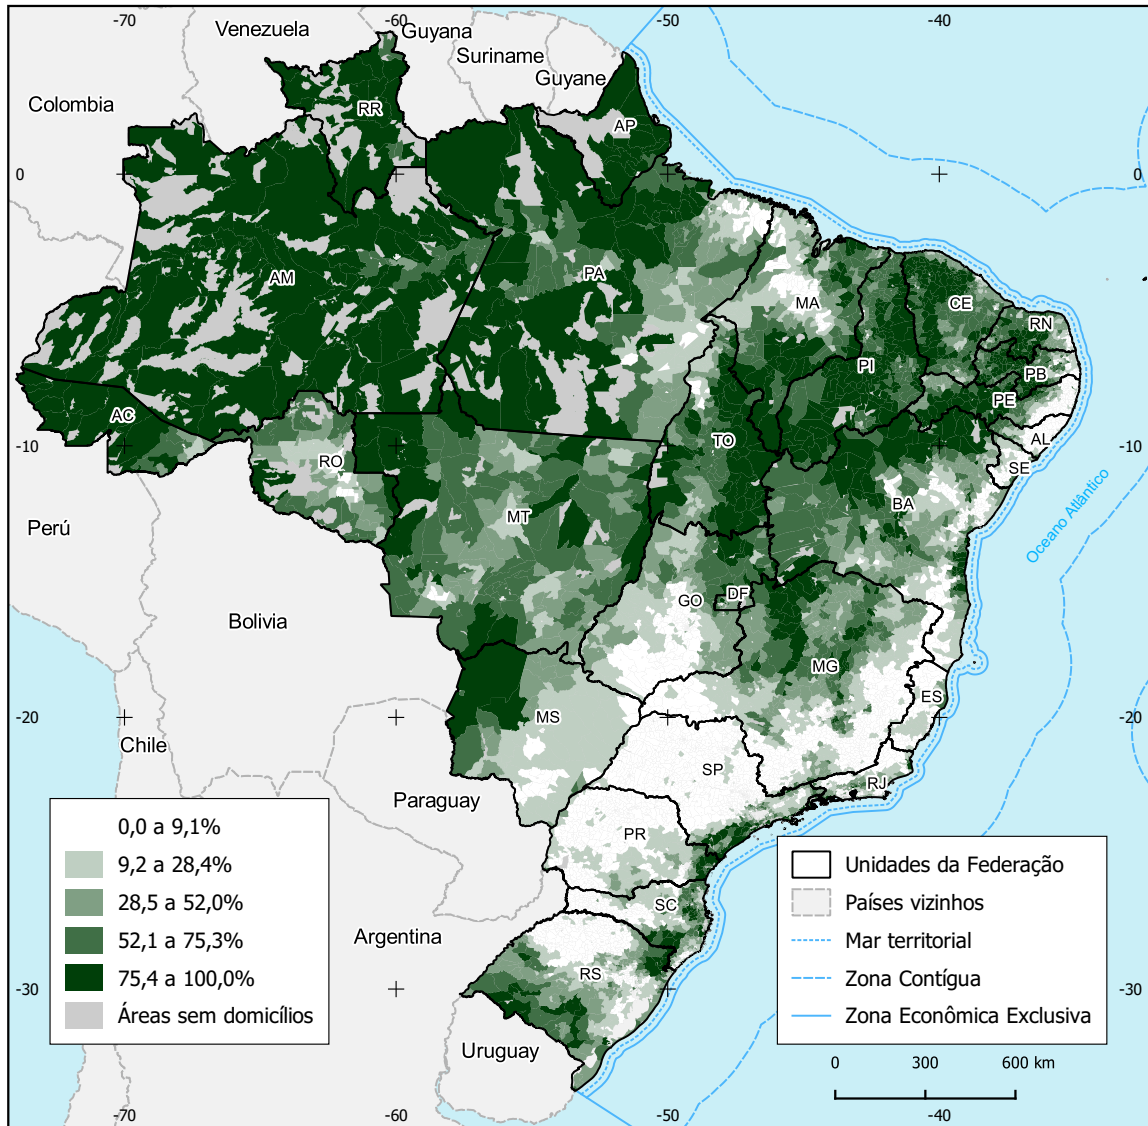 -70
-60
-50
-40
Venezuela
Guyana
Suriname
Guyane
Colombia
RR
AP
0
0
AM
PA
MA
CE
RN
PI
PB
PE
AC
TO
AL
-10
-10
RO
SE
BA
MT
Perú
Oceano Atlântico
GO
DF
Bolivia
MG
ES
-20
MS
-20
Chile
SP
RJ
Paraguay
PR
0,0 a 9,1%
9,2 a 28,4%
28,5 a 52,0%
52,1 a 75,3%
75,4 a 100,0%
Áreas sem domicílios
SC
Argentina
RS
-30
-30
Uruguay
Unidades da Federação
Países vizinhos
Mar territorial
Zona Contígua
Zona Econômica Exclusiva
0 300 600 km
-70
-60
-50
-40